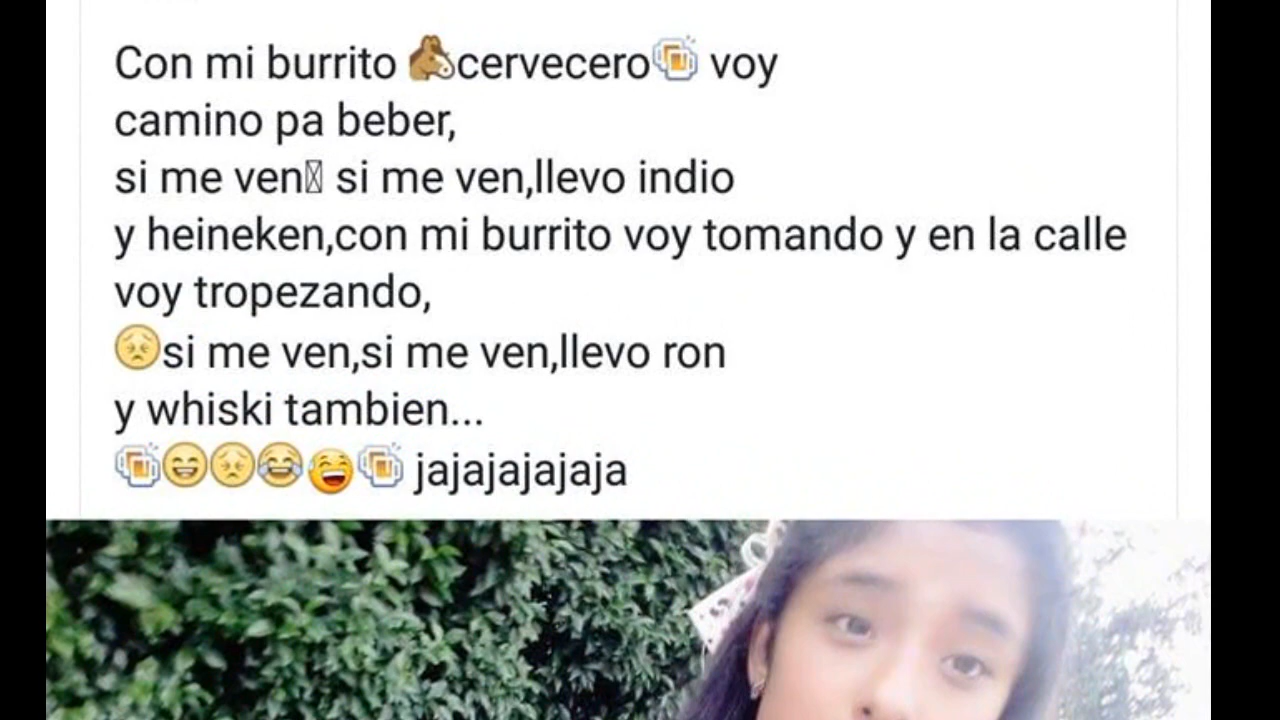 Con mi burrito 🐴cervecero🍻 voy
camino pa beber,
si me ven si me ven,llevo indio
y heineken,con mi burrito voy tomando y en la calle
voy tropezando,
😟si me ven,si me ven,llevo ron
y whiski tambien...
🍻😄😟😂😅🍻 jajajajajaja